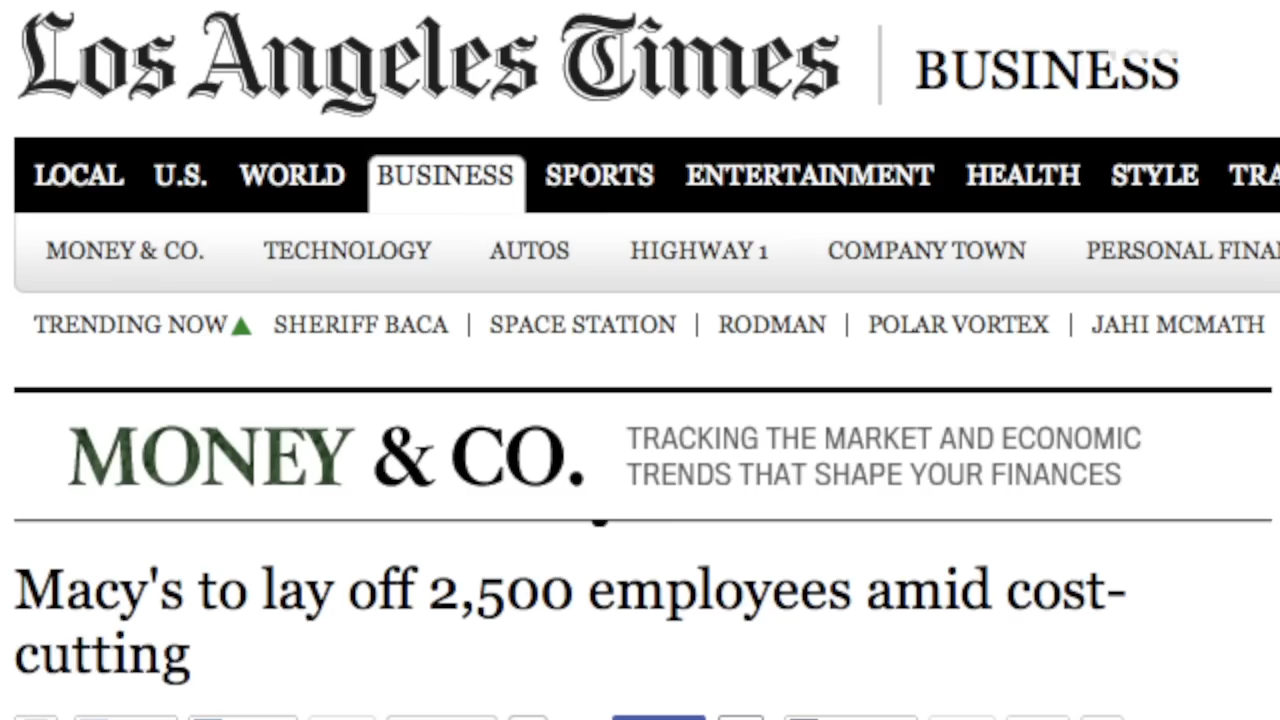 Los Angeles Times | BUSINESS
LOCAL U.S. WORLD BUSINESS SPORTS ENTERTAINMENT HEALTH STYLE
MONEY & CO. TECHNOLOGY AUTOS HIGHWAY 1 COMPANY TOWN PERSONAL
TRENDING NOW SHERIFF BACA | SPACE STATION | RODMAN | POLAR VORTEX | JAHI MCMATH
MONEY & CO.
TRACKING THE MARKET AND ECONOMIC
TRENDS THAT SHAPE YOUR FINANCES
Macy's to lay off 2,500 employees amid cost-
cutting